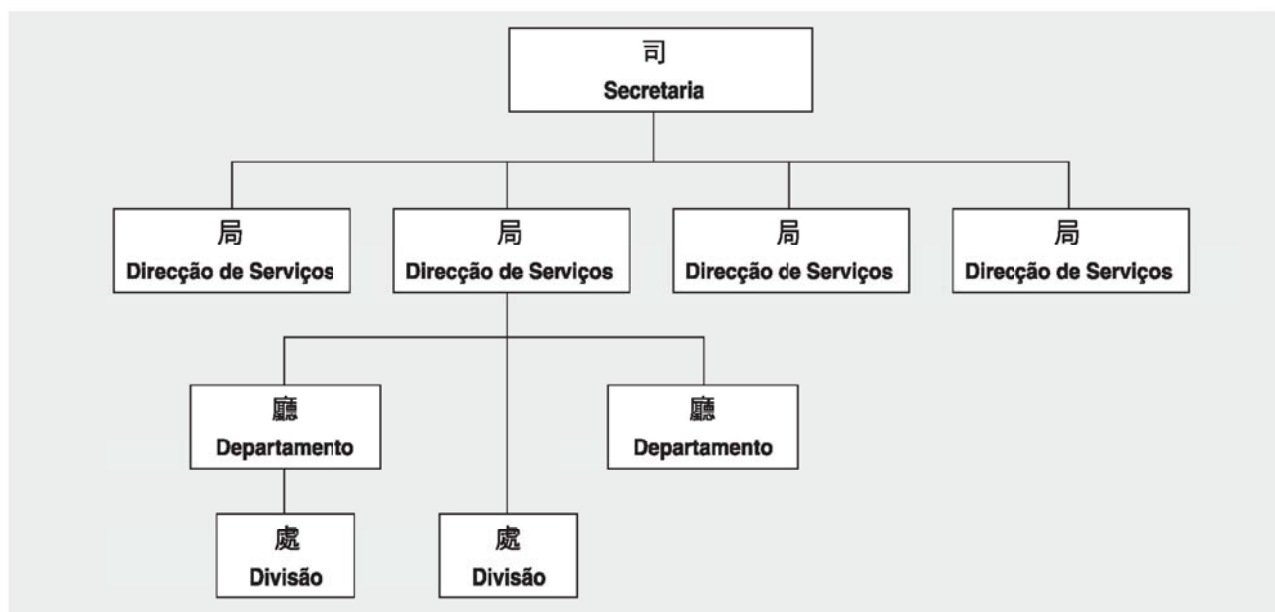 司
Secretaria
局
Direcção de Serviços
局
Direcção de Serviços
局
Direcção de Serviços
局
Direcção de Serviços
廳
Departamento
廳
Departamento
處
Divisão
處
Divisão